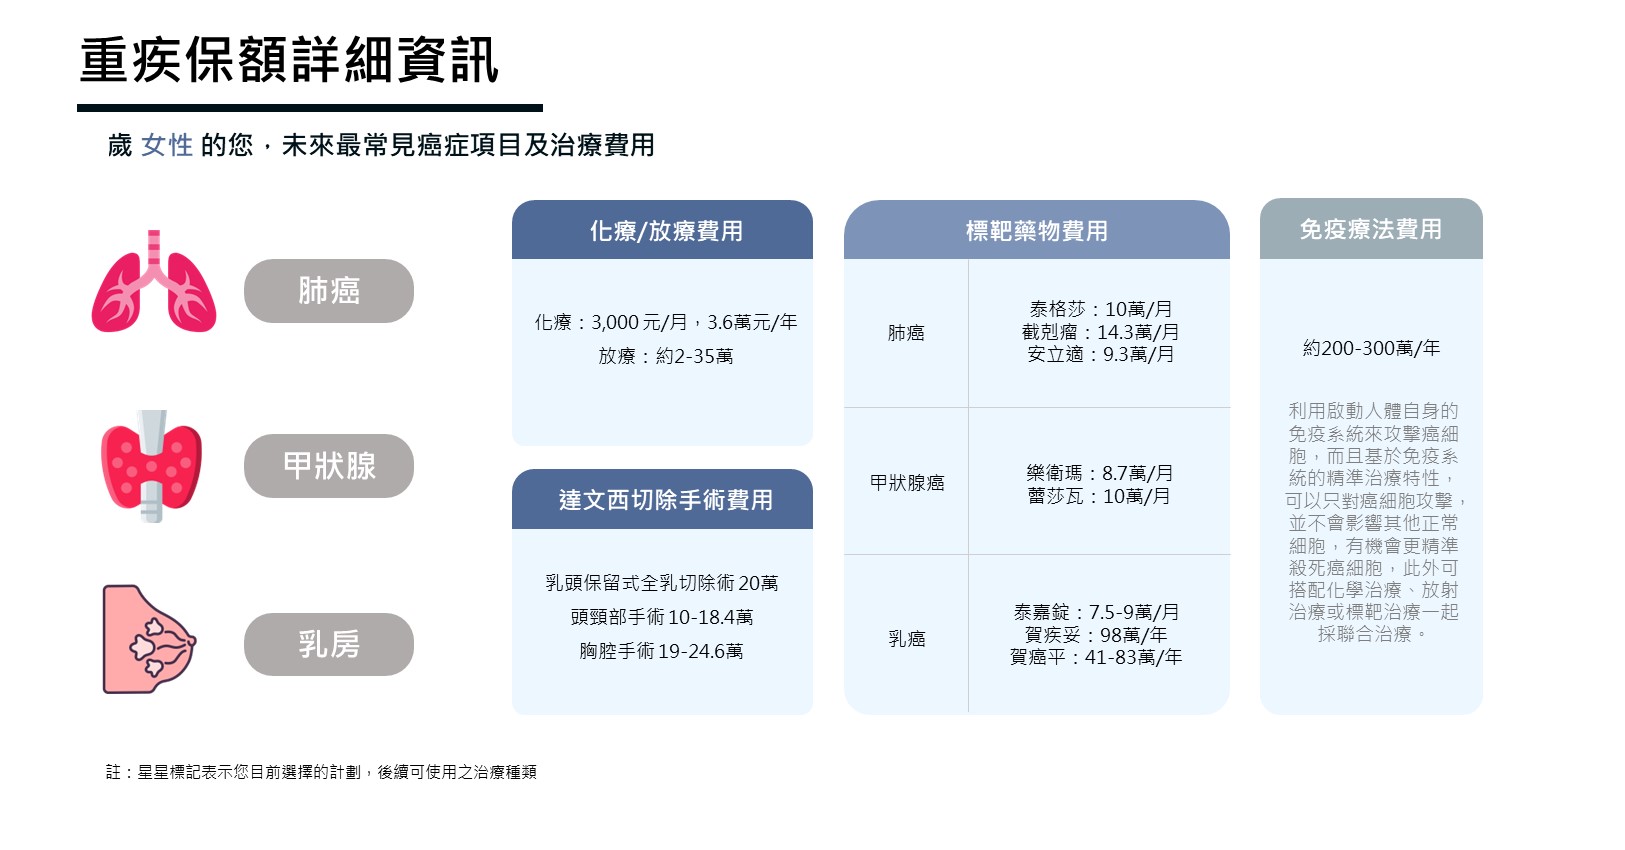 重疾保額詳細資訊
歲 女性 的您，未來最常見癌症項目及治療費用
肺癌
甲狀腺
乳房
化療/放療費用
化療：3,000 元/月，3.6萬元/年
放療：約2-35萬
達文西切除手術費用
乳頭保留式全乳切除術 20萬
頭頸部手術 10-18.4萬
胸腔手術 19-24.6萬
標靶藥物費用
肺癌
泰格莎：10萬/月
截剋瘤：14.3萬/月
安立適：9.3萬/月
甲狀腺癌
樂衛瑪：8.7萬/月
蕾莎瓦：10萬/月
乳癌
泰嘉錠：7.5-9萬/月
賀疾妥：98萬/年
賀癌平：41-83萬/年
免疫療法費用
約200-300萬/年
利用啟動人體自身的
免疫系統來攻擊癌細
胞，而且基於免疫系
統的精準治療特性，
可以只對癌細胞攻擊，
並不會影響其他正常
細胞，有機會更精準
殺死癌細胞，此外可
搭配化學治療、放射
治療或標靶治療一起
採聯合治療。
註：星星標記表示您目前選擇的計劃，後續可使用之治療種類